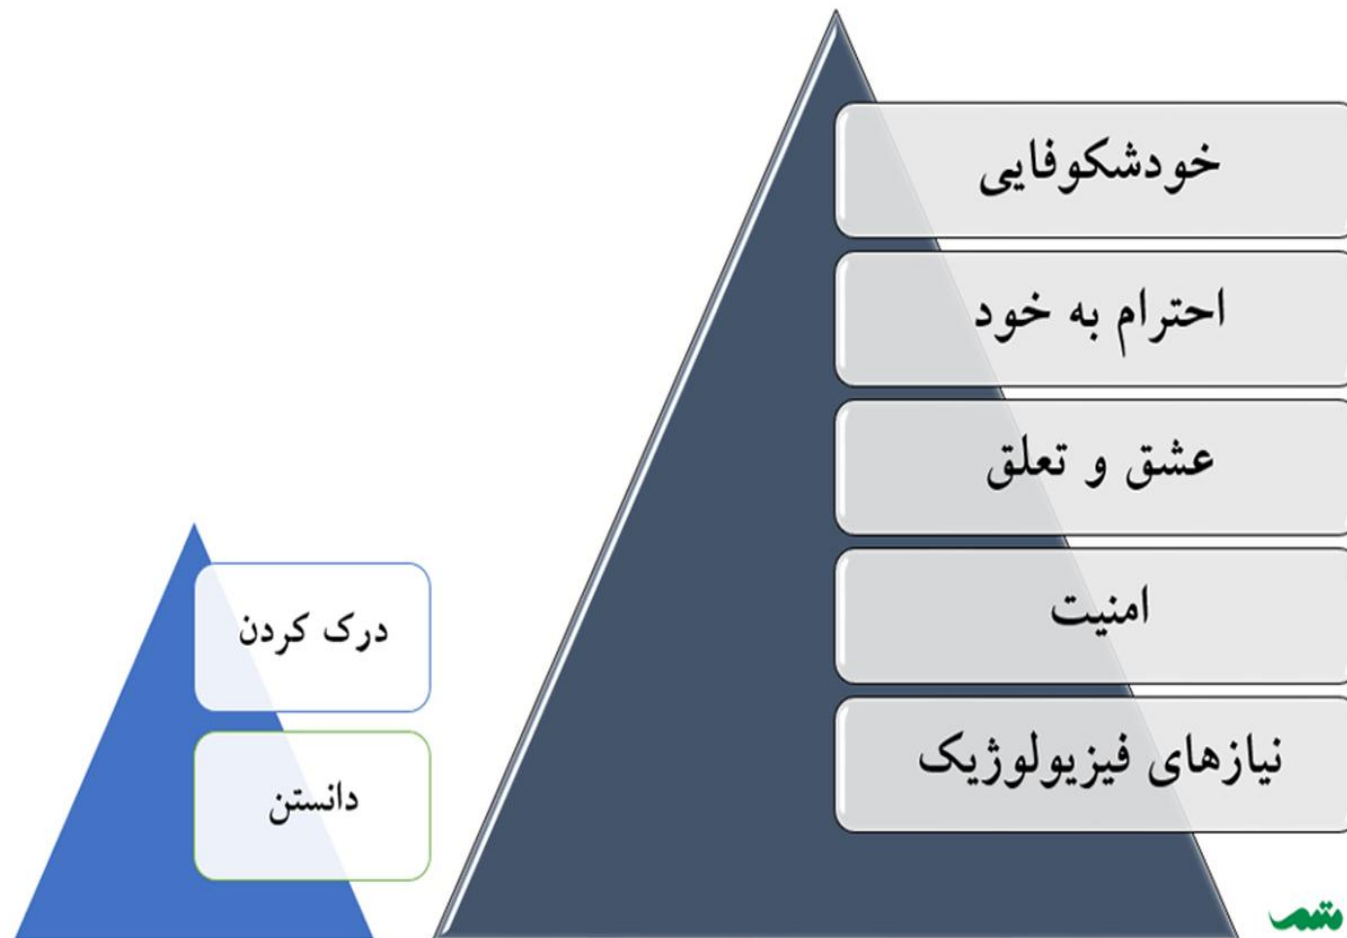 خودشکوفایی
احترام به خود
عشق و تعلق
امنیت
نیازهای فیزیولوژیک
درک کردن
دانستن